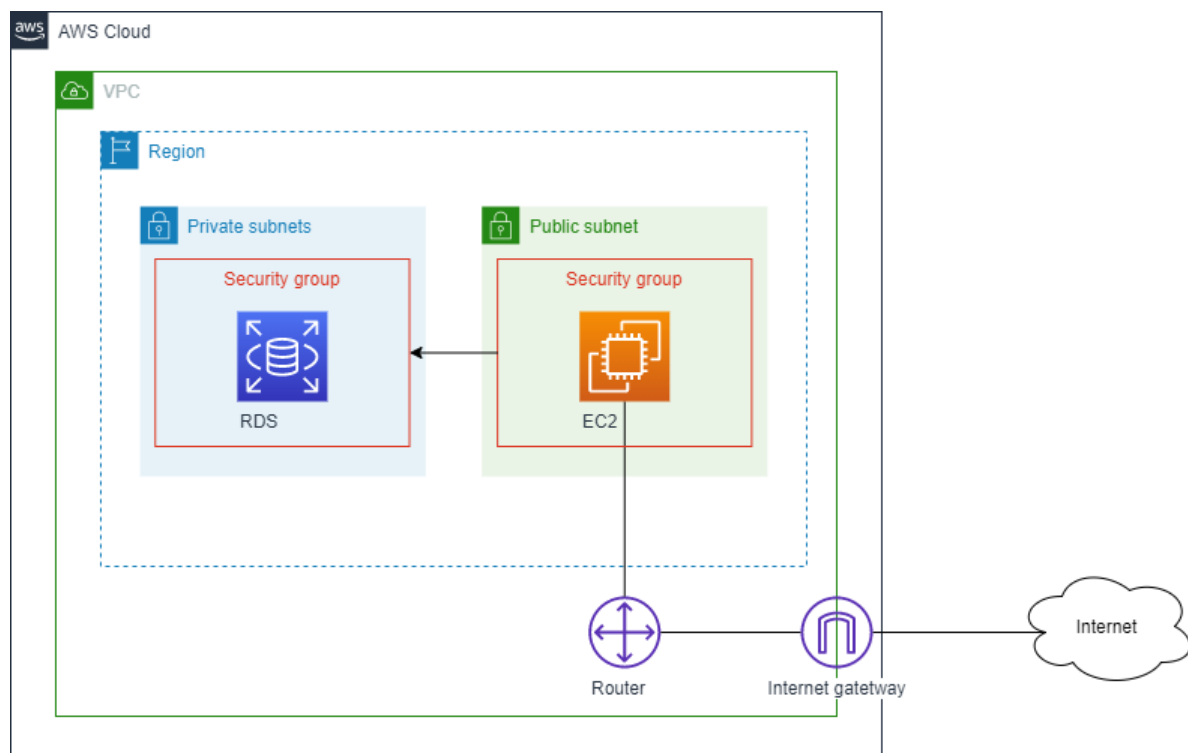 aws
AWS Cloud
VPC
Region
Private subnets
Public subnet
Security group
Security group
RDS
EC2
Internet
Router
Internet gatetway